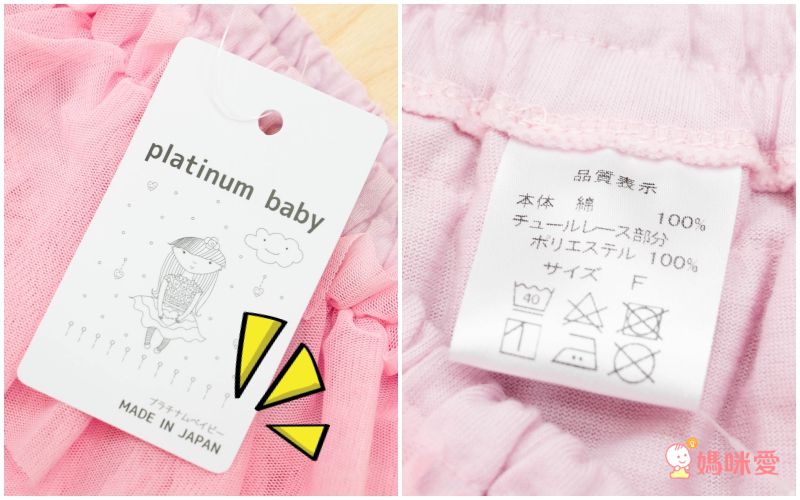 platinum baby
プラチナムベイビー
MADE IN JAPAN
品質表示
本体 綿 100%
チュールレース部分
ポリエステル 100%
サイズ F
40
媽咪愛